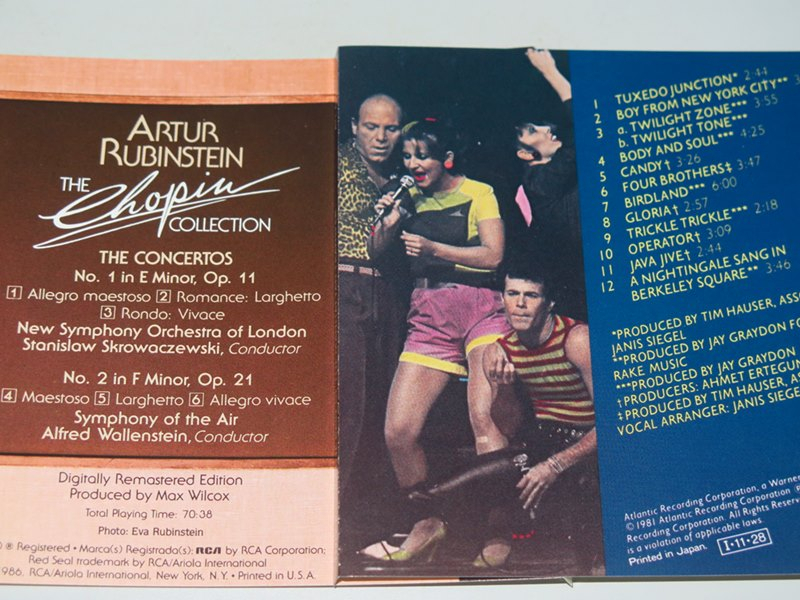 ARTUR
RUBINSTEIN
THE Chopin
COLLECTION
THE CONCERTOS
No. 1 in E Minor, Op. 11
1 Allegro maestoso 2 Romance: Larghetto
3 Rondo: Vivace
New Symphony Orchestra of London
Stanislaw Skrowaczewski, Conductor
No. 2 in F Minor, Op. 21
4 Maestoso 5 Larghetto 6 Allegro vivace
Symphony of the Air
Alfred Wallenstein, Conductor
Digitally Remastered Edition
Produced by Max Wilcox
Total Playing Time: 70:38
Photo: Eva Rubinstein
® Registered • Marca(s) Registrada(s): RCA by RCA Corporation;
Red Seal trademark by RCA/Ariola International
1986. RCA/Ariola International, New York, N.Y. • Printed in U.S.A.
1 TUXEDO JUNCTION* 2:44
2 BOY FROM NEW YORK CITY**
3 a. TWILIGHT ZONE*** 3:55
b. TWILIGHT TONE***
4 BODY AND SOUL*** 4:25
5 CANDY† 3:26
6 FOUR BROTHERS‡ 3:47
7 BIRDLAND*** 6:00
8 GLORIA† 2:57
9 TRICKLE TRICKLE*** 2:18
10 OPERATOR† 3:09
11 JAVA JIVE† 2:44
12 A NIGHTINGALE SANG IN
BERKELEY SQUARE** 3:46
*PRODUCED BY TIM HAUSER,
JANIS SIEGEL
**PRODUCED BY JAY GRAYDON
RAKE MUSIC
***PRODUCED BY JAY GRAYDON
†PRODUCERS: AHMET ERTEGUN
‡PRODUCED BY TIM HAUSER,
VOCAL ARRANGER: JANIS SIEGEL
Atlantic Recording Corporation, a Warner
©1981 Atlantic Recording Corporation
Recording Corporation. All Rights Reserved
is a violation of applicable laws.
Printed in Japan. I·11·28